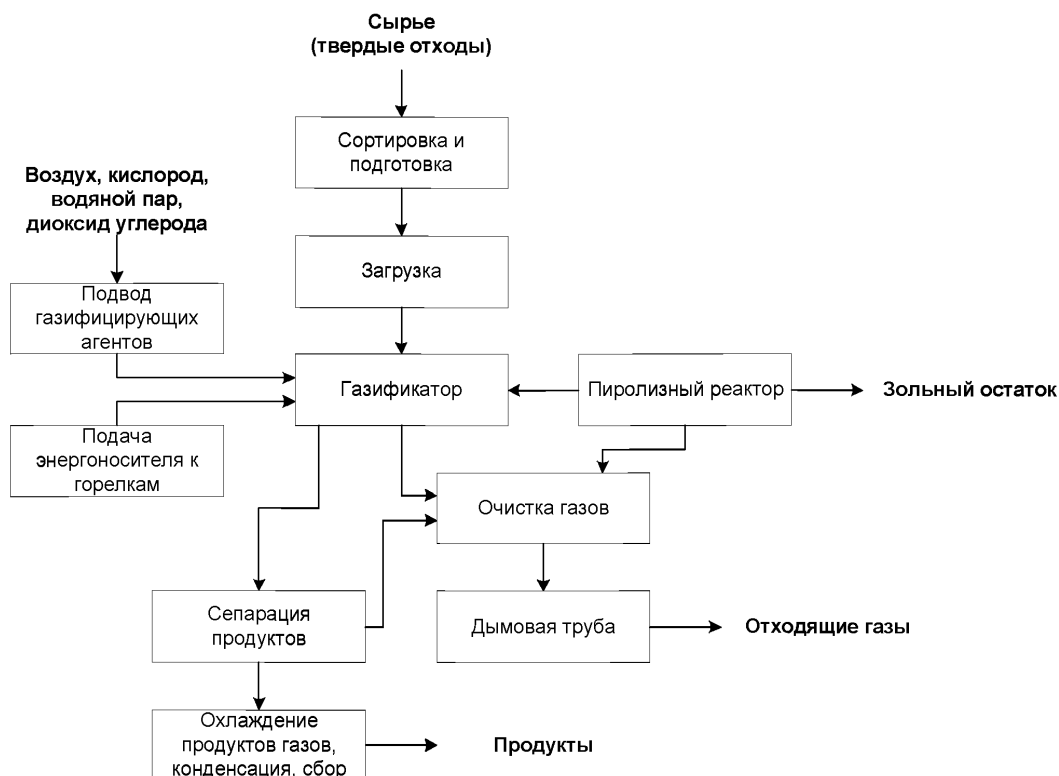 Сырье
(твердые отходы)
Сортировка и
подготовка
Воздух, кислород,
водяной пар,
диоксид углерода
Загрузка
Подвод
газифицирующих
агентов
Газификатор
Пиролизный реактор
Зольный остаток
Подача
энергоносителя к
горелкам
Очистка газов
Сепарация
продуктов
Дымовая труба
Отходящие газы
Охлаждение
продуктов газов,
конденсация, сбор
Продукты